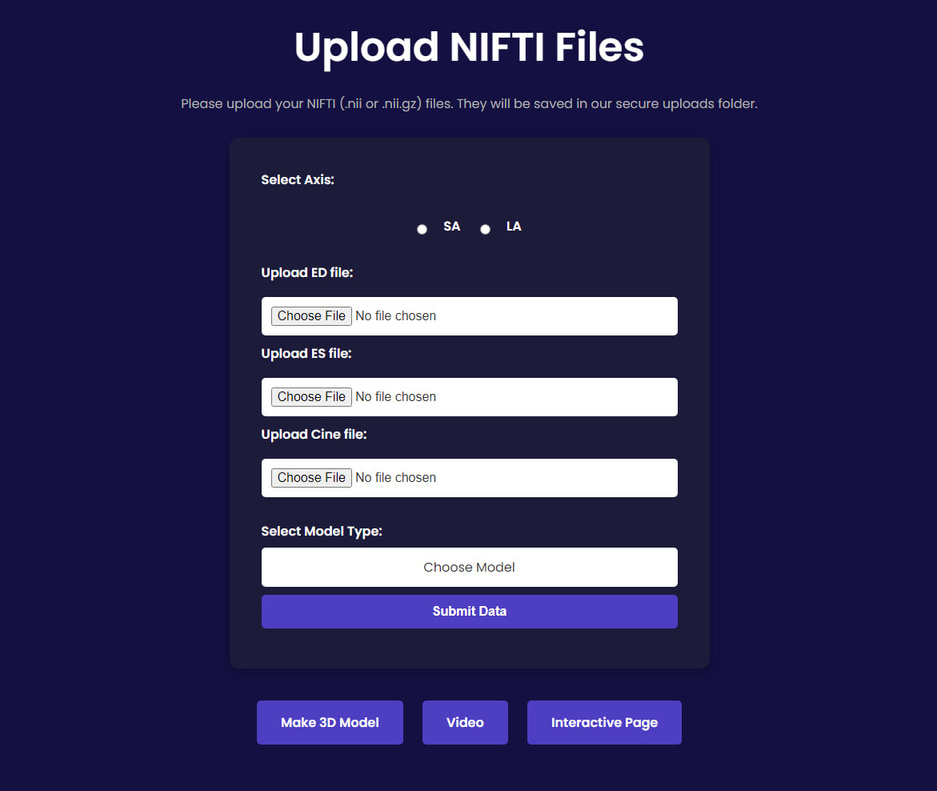 Upload NIFTI Files
Please upload your NIFTI (.nii or .nii.gz) files. They will be saved in our secure uploads folder.
Select Axis:
SA LA
Upload ED file:
Choose File No file chosen
Upload ES file:
Choose File No file chosen
Upload Cine file:
Choose File No file chosen
Select Model Type:
Choose Model
Submit Data
Make 3D Model Video Interactive Page